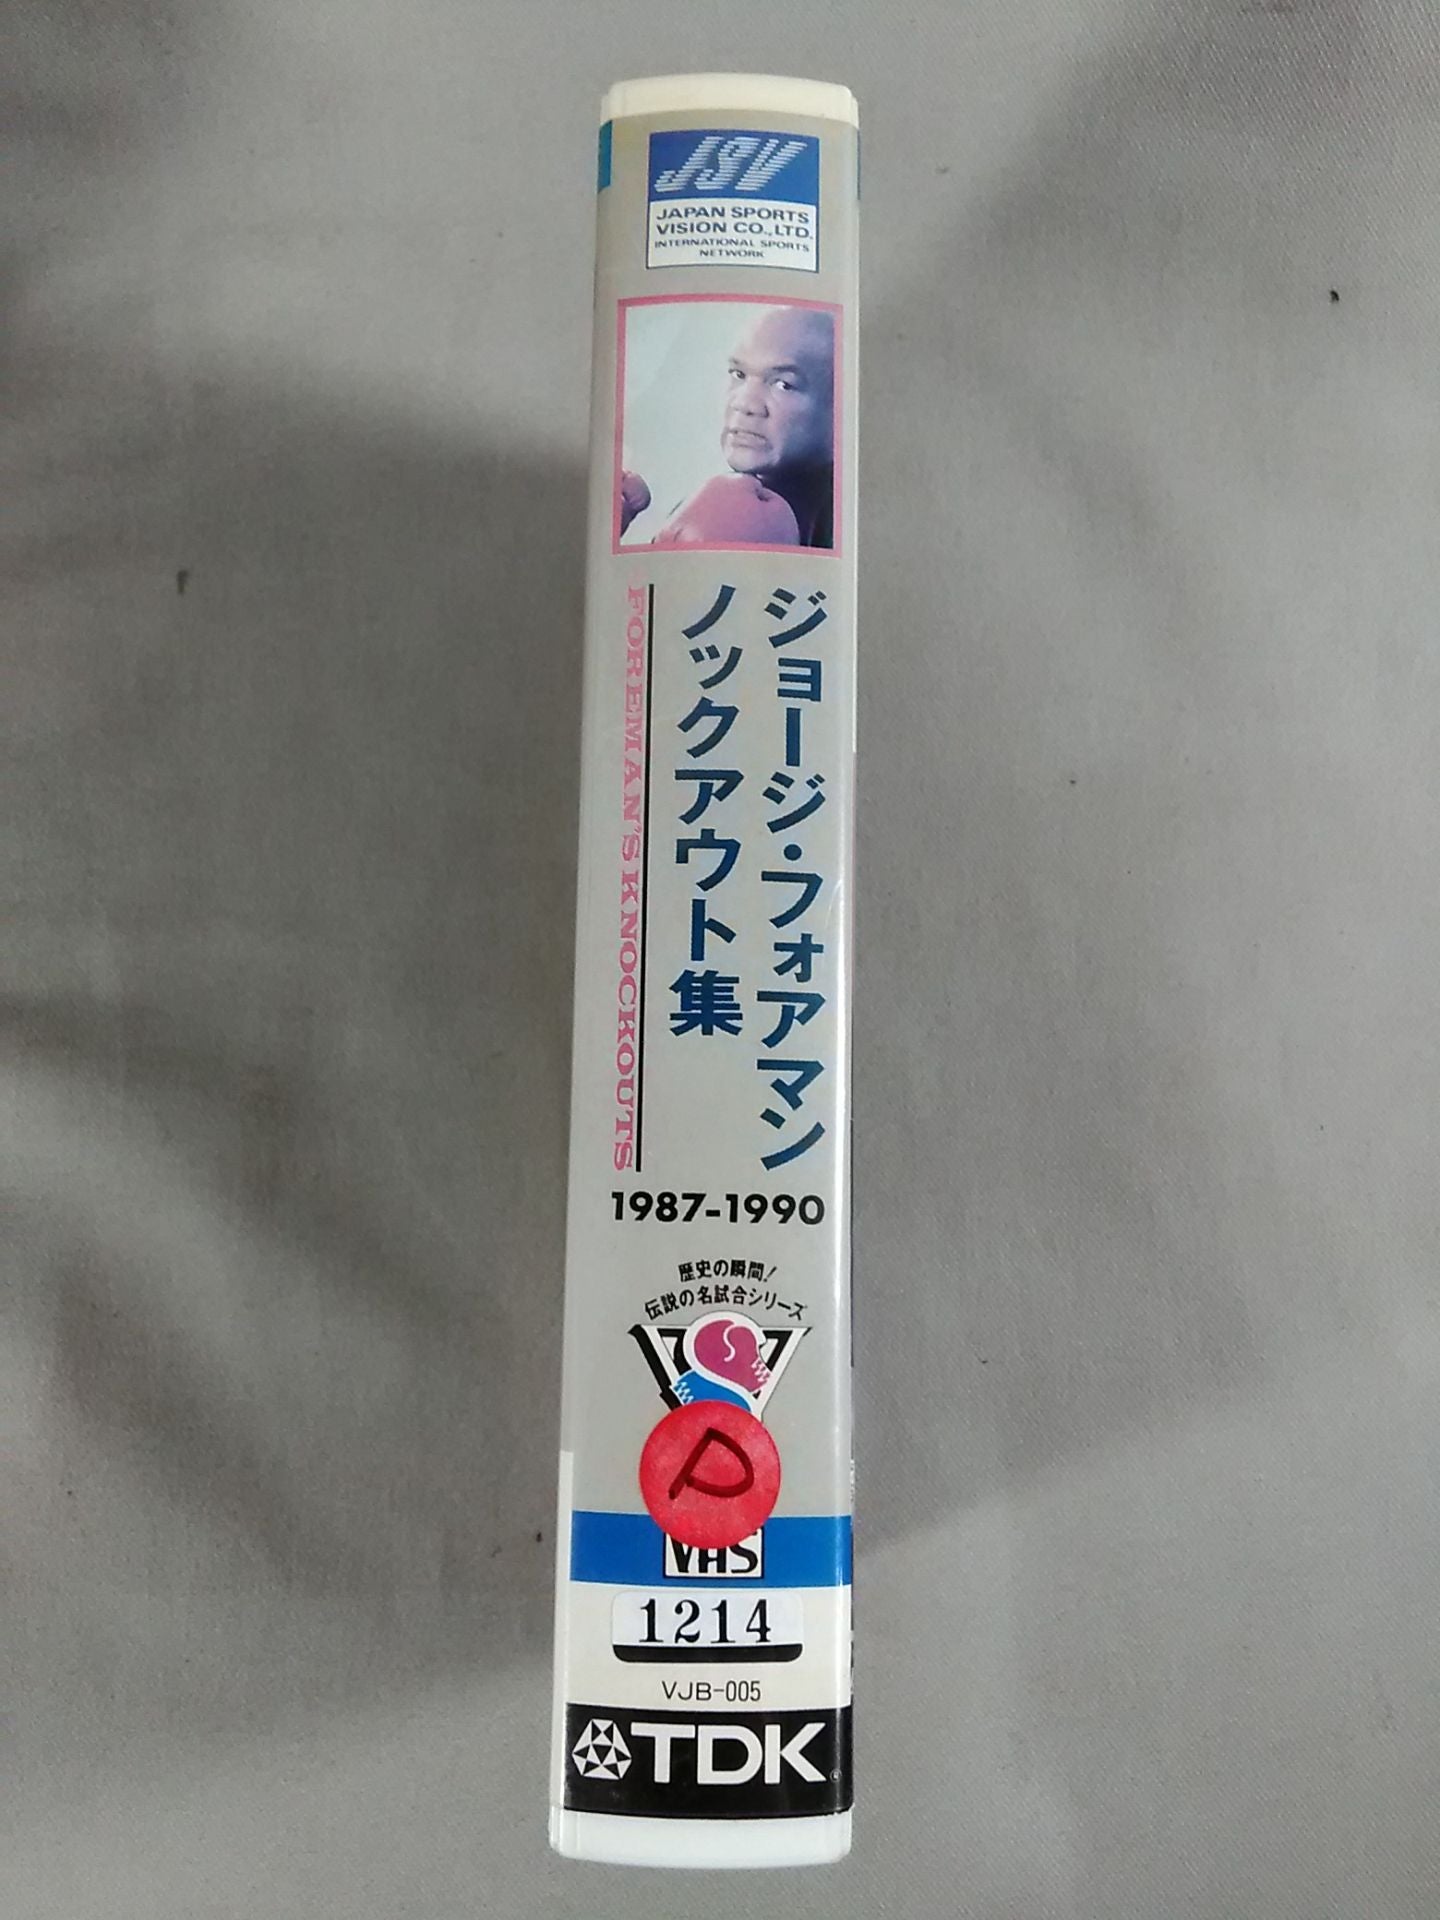 JSV
JAPAN SPORTS
VISION CO.,LTD.
INTERNATIONAL SPORTS
NETWORK
ジョージ・フォアマン
ノックアウト集
FOREMAN'S KNOCKOUTS
1987-1990
歴史の瞬間!
伝説の名試合シリーズ
P
VHS
1214
VJB-005
TDK®